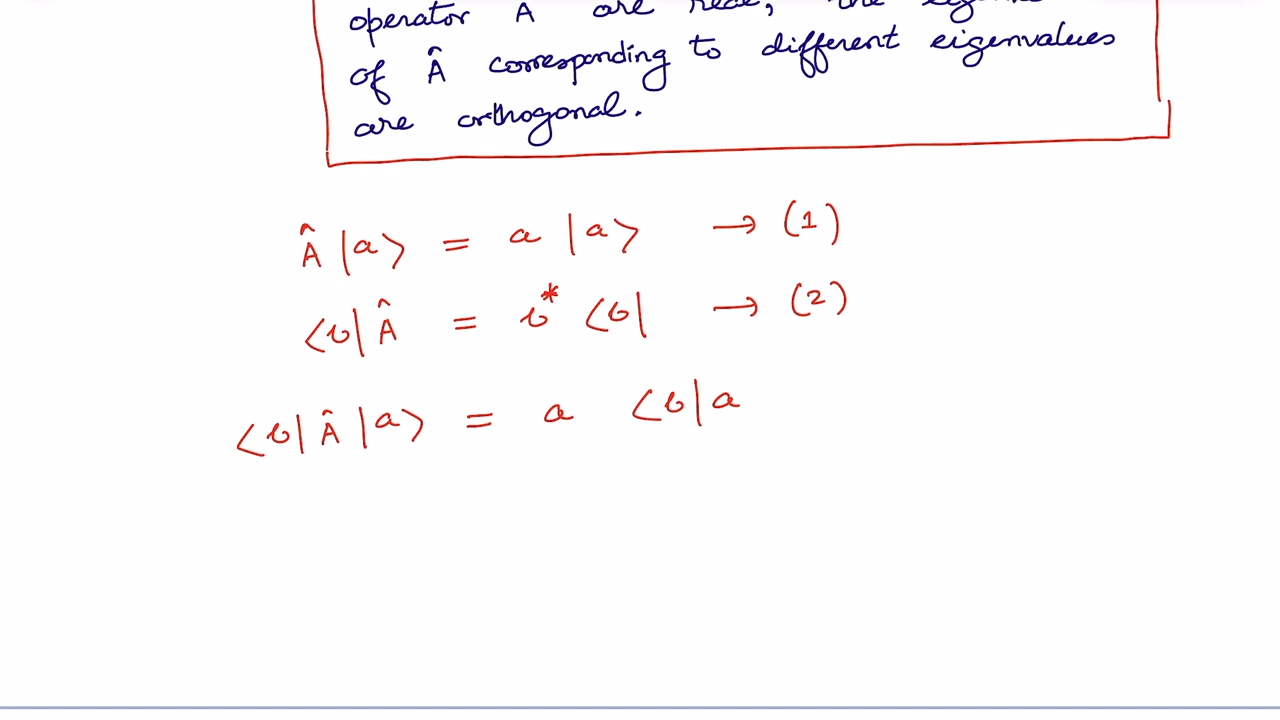 operator A are real, the
of Â corresponding to different eigenvalues
are orthogonal.
Â |a> = a |a> → (1)
<b| Â = b* <b| → (2)
<b| Â |a> = a <b|a